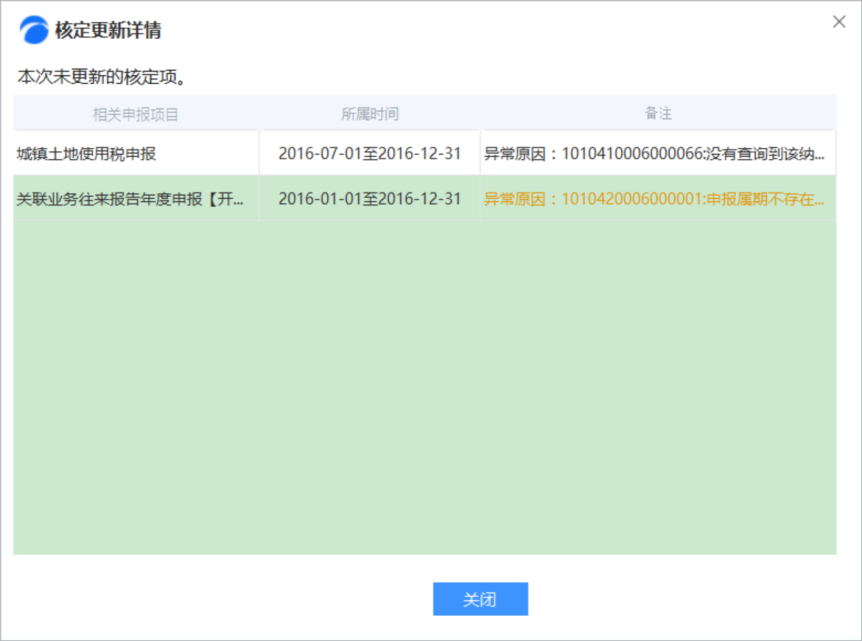 核定更新详情
本次未更新的核定项。
相关申报项目 所属时间 备注
城镇土地使用税申报 2016-07-01至2016-12-31 异常原因：1010410006000066:没有查询到该纳...
关联业务往来报告年度申报【开... 2016-01-01至2016-12-31 异常原因：1010420006000001:申报属期不存在...
关闭